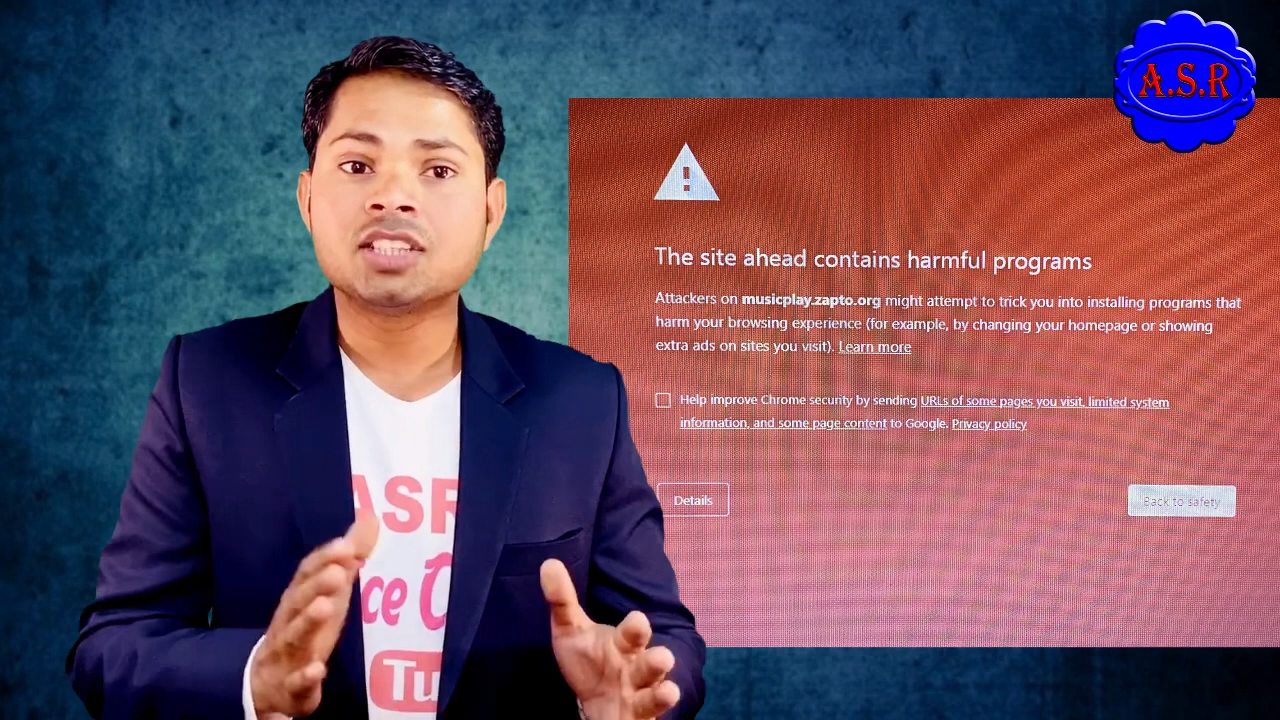 A.S.R
The site ahead contains harmful programs
Attackers on musicplay.zapto.org might attempt to trick you into installing programs that
harm your browsing experience (for example, by changing your homepage or showing
extra ads on sites you visit). Learn more
Help improve Chrome security by sending URLs of some pages you visit, limited system
information, and some page content to Google. Privacy policy
Details
Back to safety
ASR
ice C
Tu